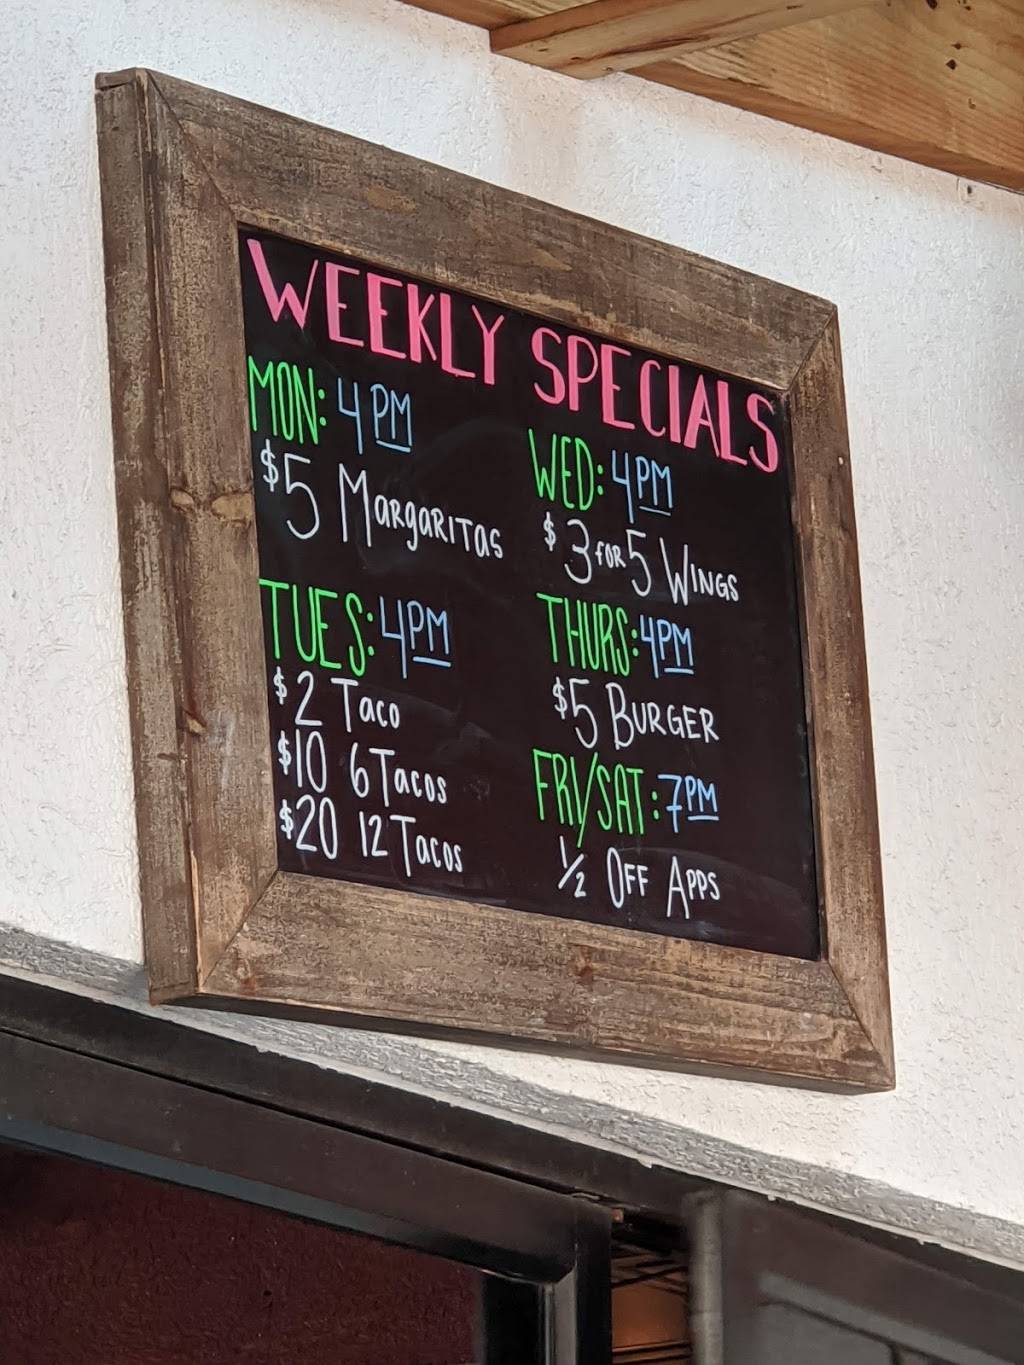 WEEKLY SPECIALS
MON: 4PM
$5 MARGARITAS
TUES: 4PM
$2 TACO
$10 6 TACOS
$20 12 TACOS
WED: 4PM
$3 FOR 5 WINGS
THURS: 4PM
$5 BURGER
FRI/SAT: 7PM
1/2 OFF APPS